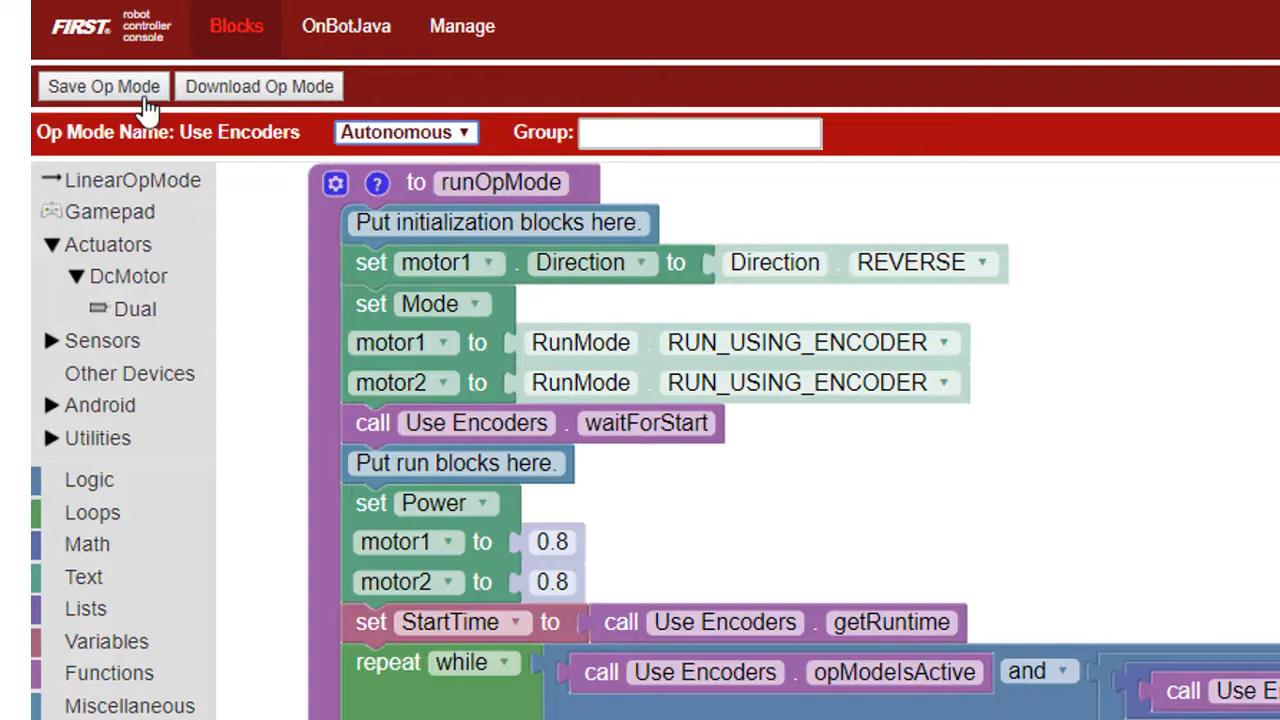 FIRST® robot controller console Blocks OnBotJava Manage
Save Op Mode Download Op Mode
Op Mode Name: Use Encoders Autonomous Group:
LinearOpMode
Gamepad
Actuators
DcMotor
Dual
Sensors
Other Devices
Android
Utilities
Logic
Loops
Math
Text
Lists
Variables
Functions
Miscellaneous
? to runOpMode
Put initialization blocks here.
set motor1 . Direction to Direction . REVERSE
set Mode
motor1 to RunMode . RUN_USING_ENCODER
motor2 to RunMode . RUN_USING_ENCODER
call Use Encoders . waitForStart
Put run blocks here.
set Power
motor1 to 0.8
motor2 to 0.8
set StartTime to call Use Encoders . getRuntime
repeat while call Use Encoders . opModeIsActive and call Use E